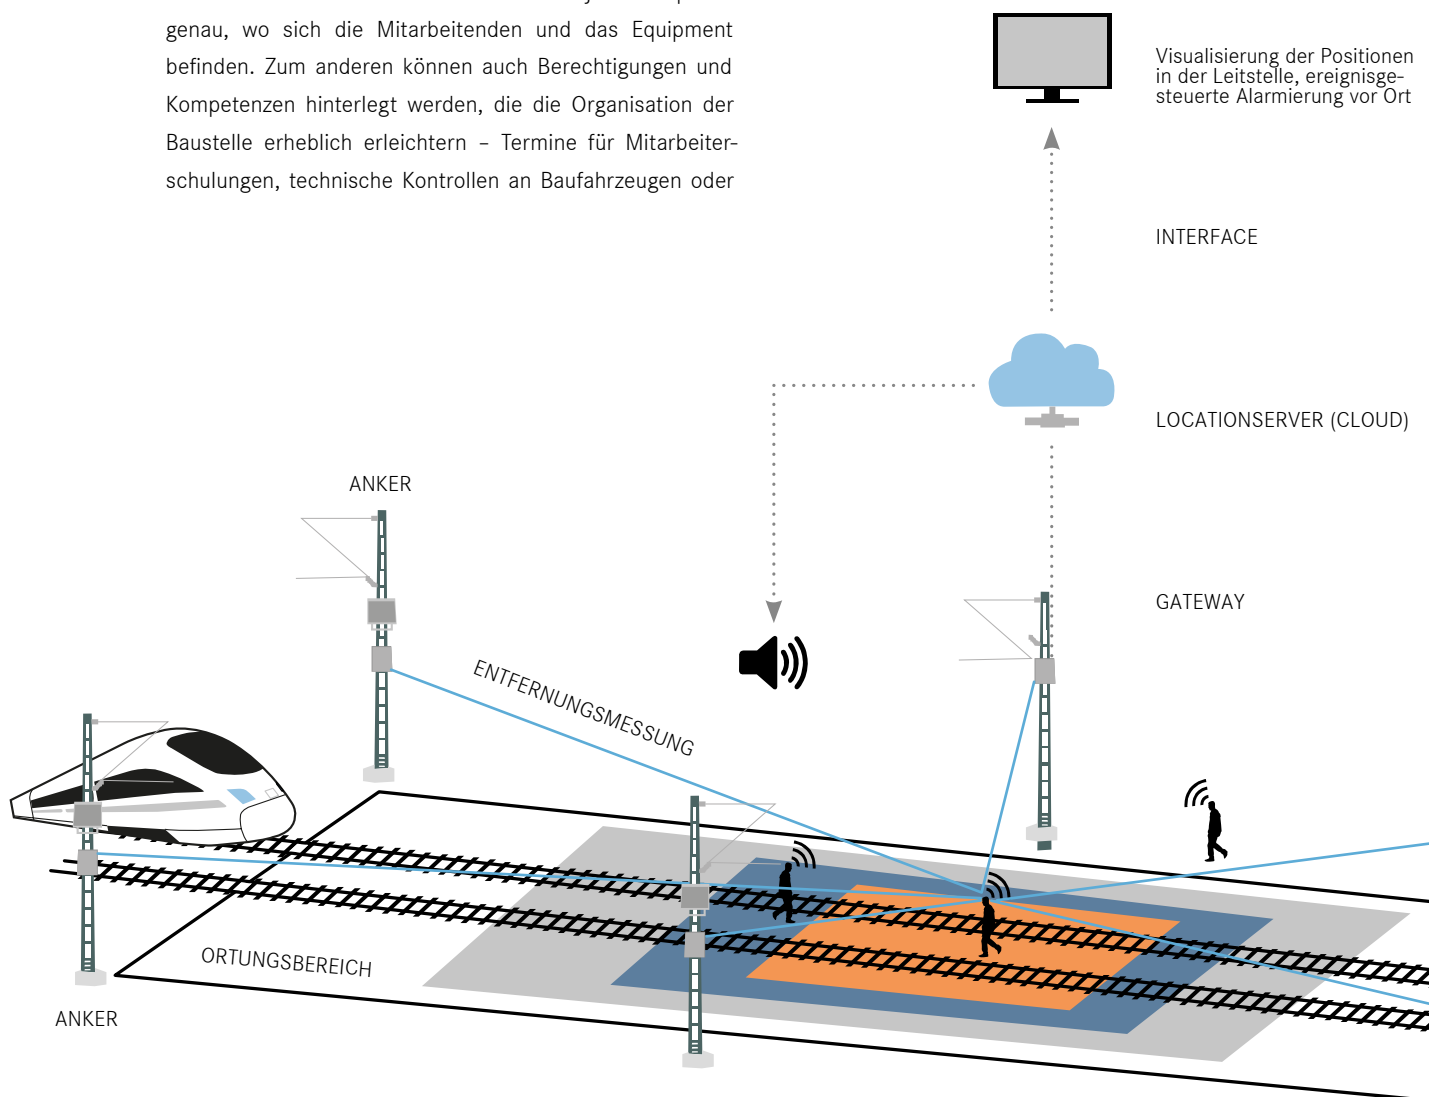 genau, wo sich die Mitarbeitenden und das Equipment
befinden. Zum anderen können auch Berechtigungen und
Kompetenzen hinterlegt werden, die die Organisation der
Baustelle erheblich erleichtern – Termine für Mitarbeiter-
schulungen, technische Kontrollen an Baufahrzeugen oder
Visualisierung der Positionen
in der Leitstelle, ereignisge-
steuerte Alarmierung vor Ort
INTERFACE
LOCATIONSERVER (CLOUD)
ANKER
GATEWAY
ENTFERNUNGSMESSUNG
ORTUNGSBEREICH
ANKER